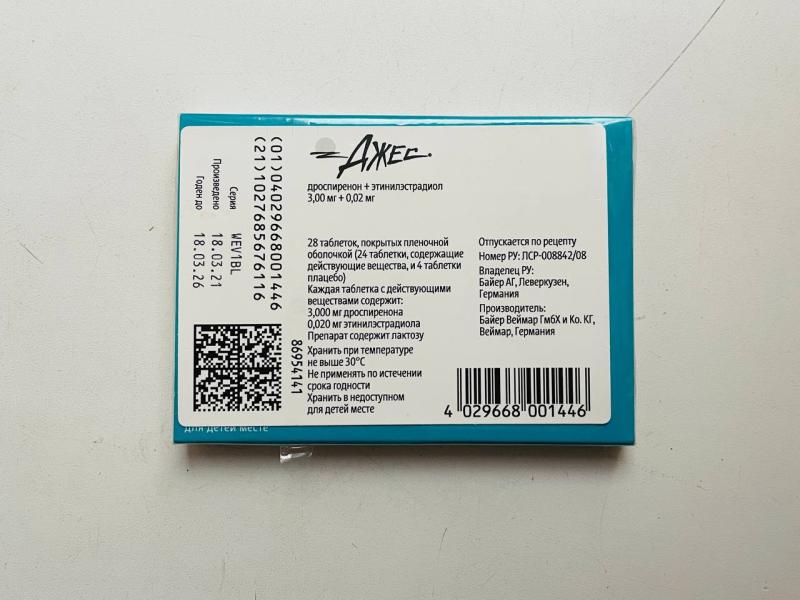 Джес
дроспиренон + этинилэстрадиол
3,00 мг + 0,02 мг
28 таблеток, покрытых пленочной
оболочкой (24 таблетки, содержащие
действующие вещества, и 4 таблетки
плацебо)
Каждая таблетка с действующими
веществами содержит:
3,000 мг дроспиренона
0,020 мг этинилэстрадиола
Препарат содержит лактозу
Хранить при температуре
не выше 30°С
Не применять по истечении
срока годности
Хранить в недоступном
для детей месте
Отпускается по рецепту
Номер РУ: ЛСР-008842/08
Владелец РУ:
Байер АГ, Леверкузен,
Германия
Производитель:
Байер Веймар ГмбХ и Ко. КГ,
Веймар, Германия
4 029668 001446
(01)04029668001446
(21)1027685676116
Серия WEV1BL
Произведено 18.03.21
Годен до 18.03.26
86954141
для детей месте